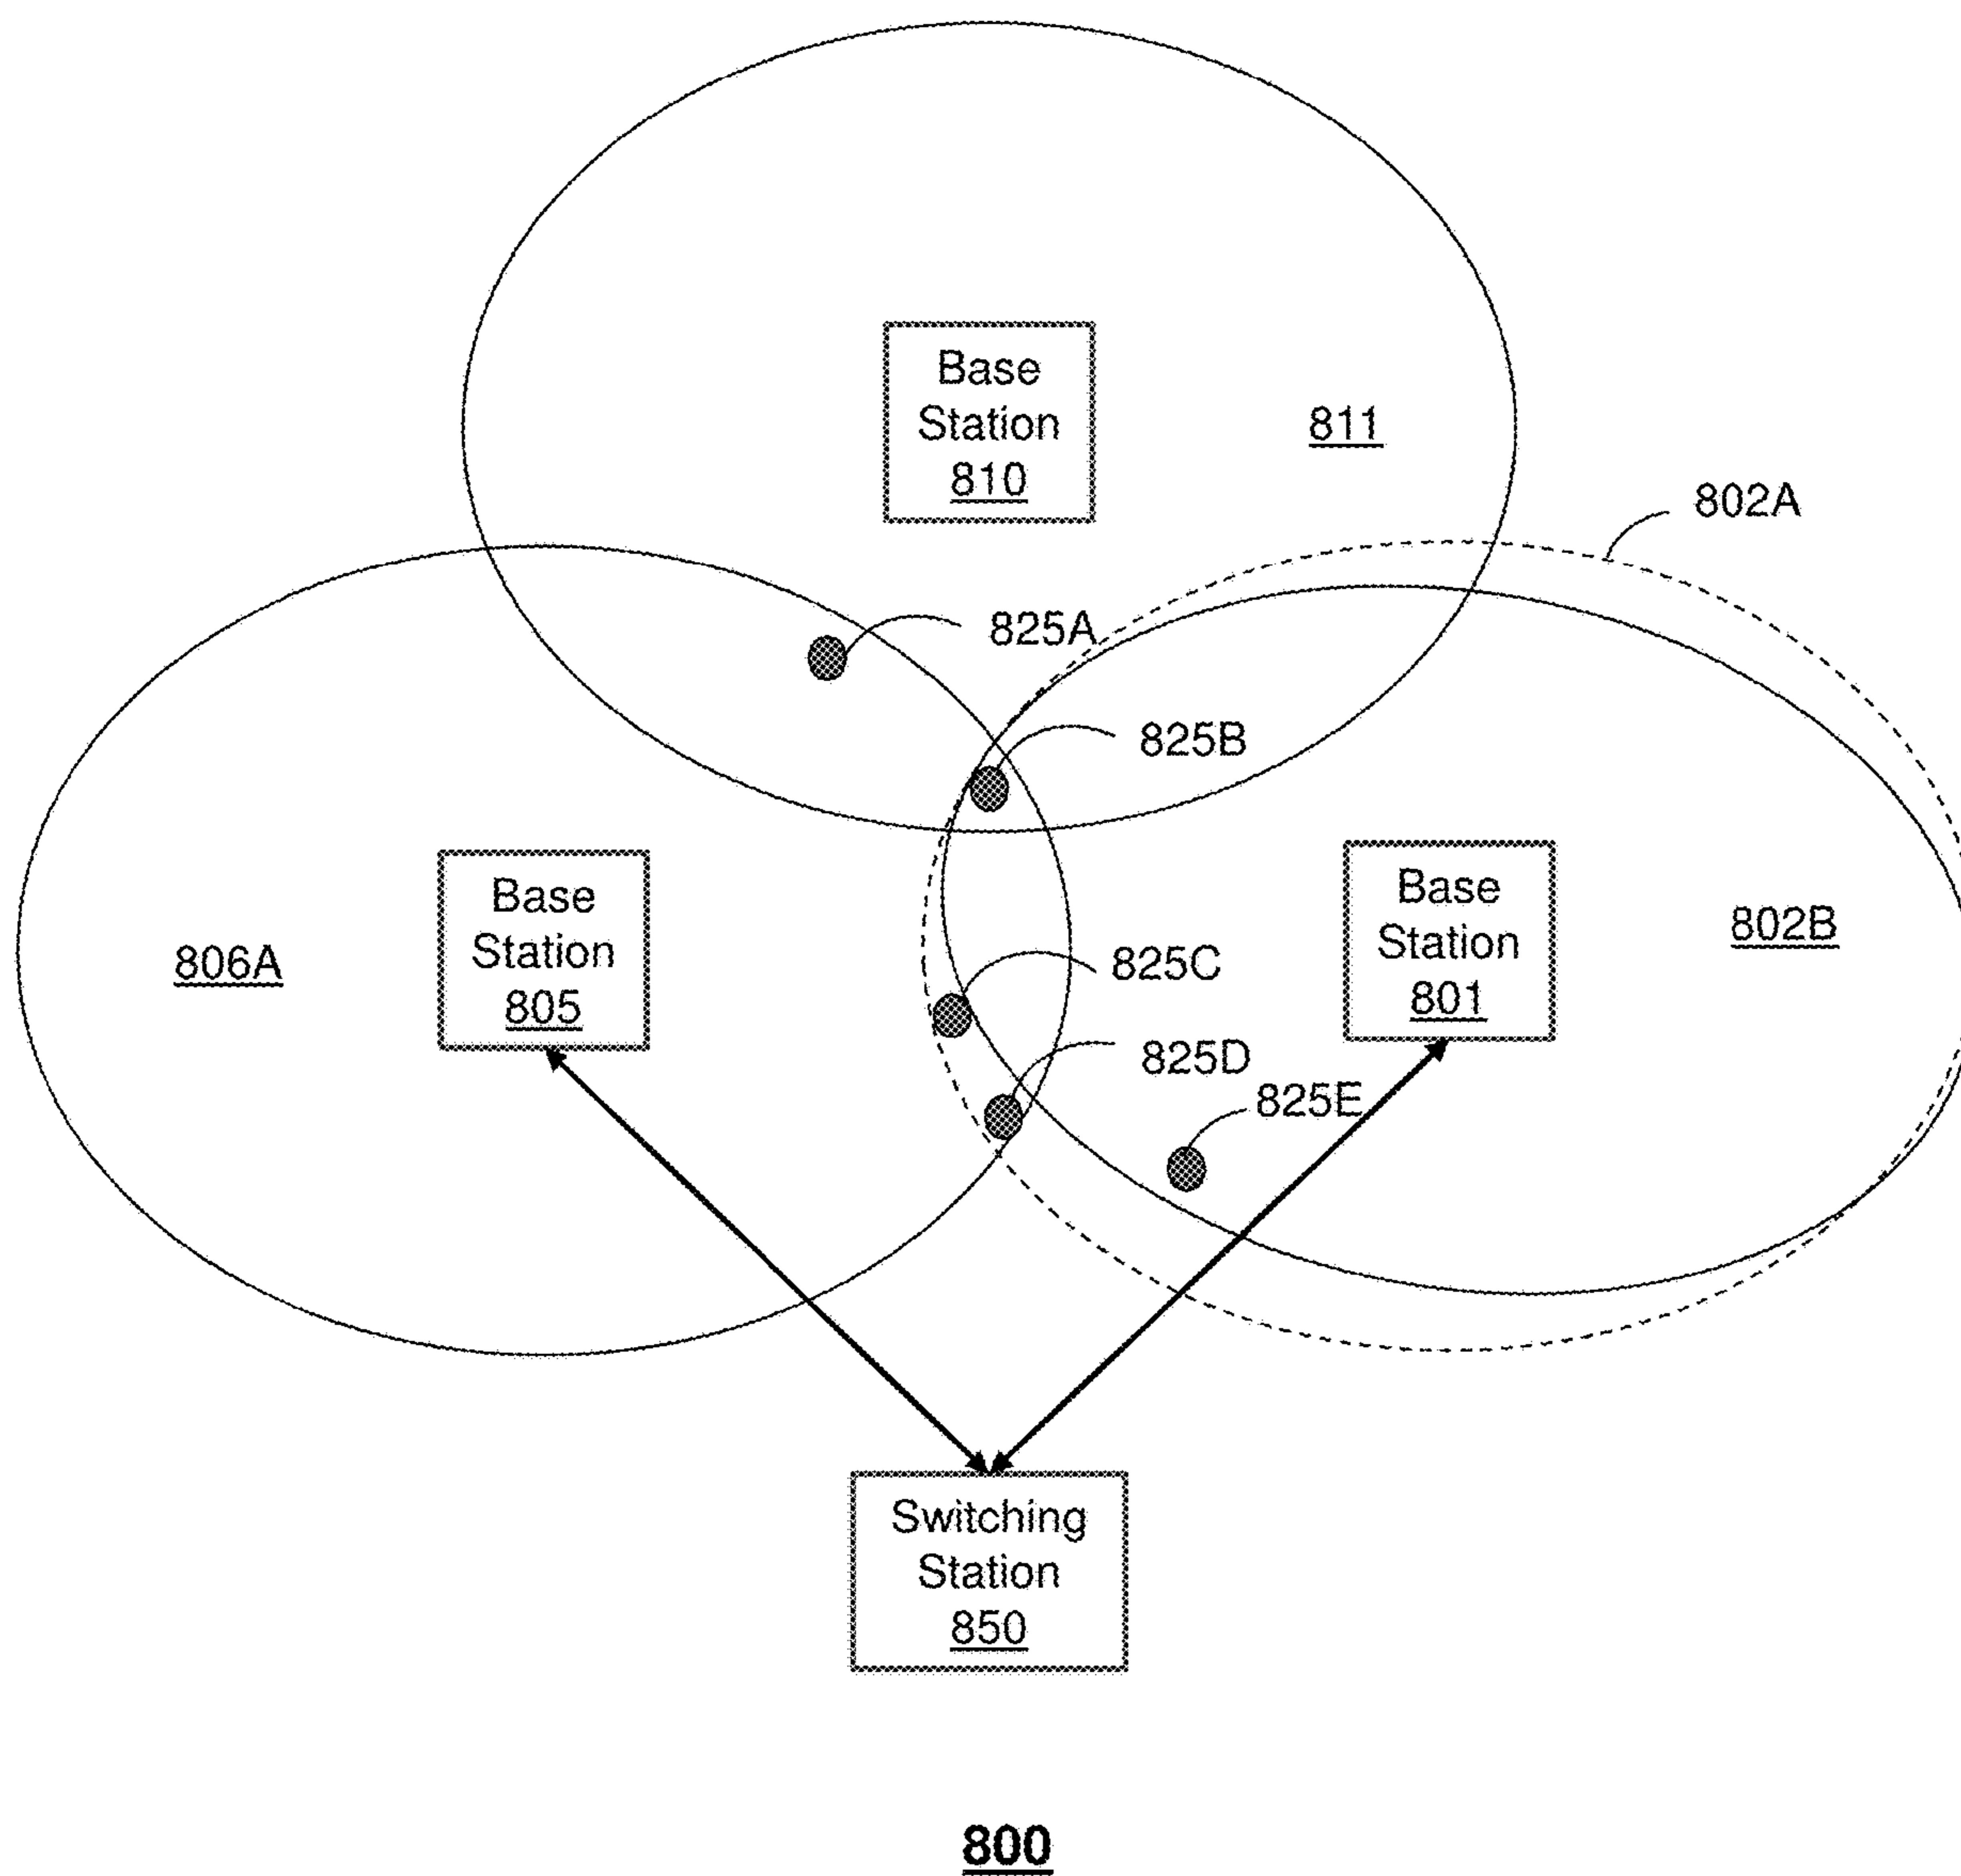 Base
Station
810
811
802A
825A
825B
Base
Station
805
806A
Base
Station
801
802B
825C
825D
825E
Switching
Station
850
800